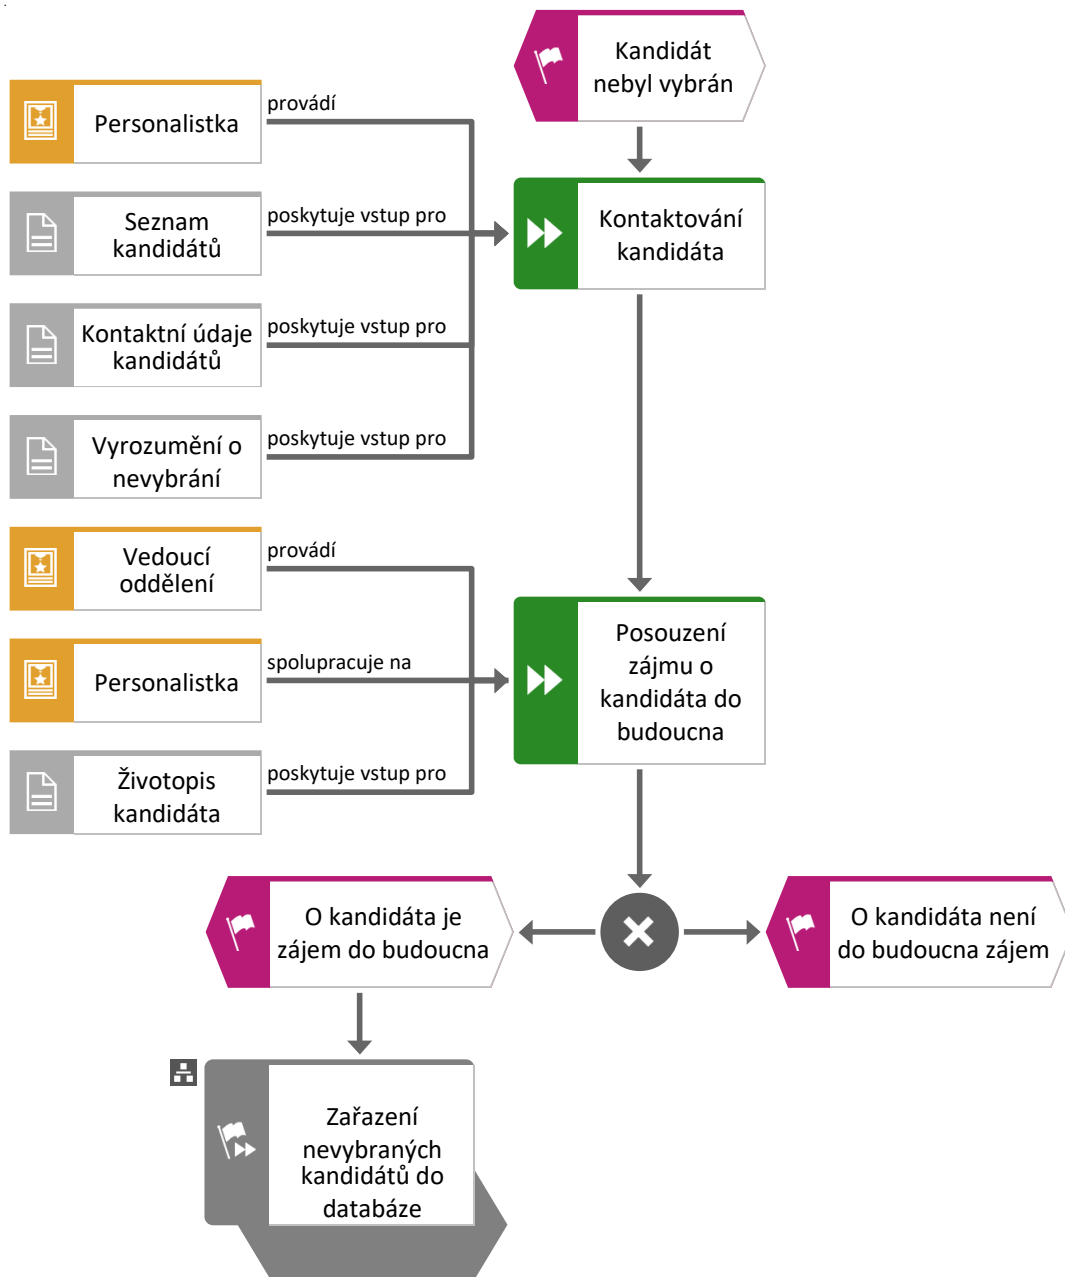 Kandidát
nebyl vybrán
Personalistka
provádí
Seznam
kandidátů
poskytuje vstup pro
Kontaktování
kandidáta
Kontaktní údaje
kandidátů
poskytuje vstup pro
Vyrozumění o
nevybrání
poskytuje vstup pro
Vedoucí
oddělení
provádí
Personalistka
spolupracuje na
Posouzení
zájmu o
kandidáta do
budoucna
Životopis
kandidáta
poskytuje vstup pro
O kandidáta je
zájem do budoucna
O kandidáta není
do budoucna zájem
Zařazení
nevybraných
kandidátů do
databáze